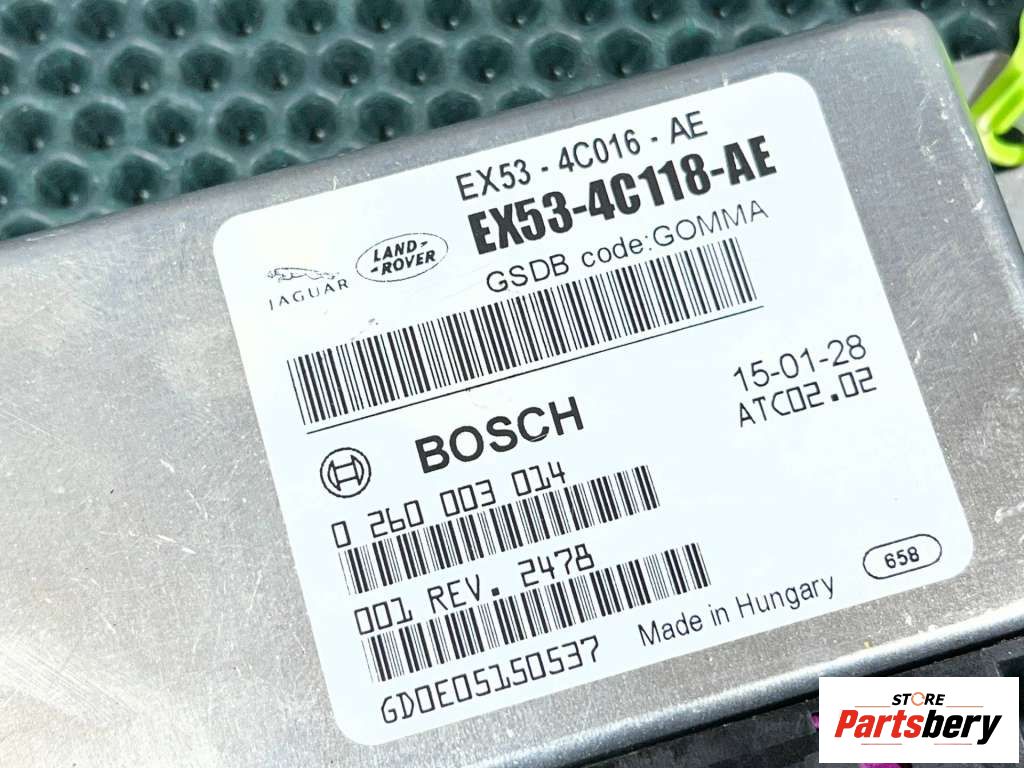 EX53 - 4C016 - AE
EX53-4C118-AE
GSDB code:GOMMA
JAGUAR
LAND-
-ROVER
15-01-28
ATC02.02
BOSCH
0 260 003 014
001 REV. 2478
GD0E05150537
Made in Hungary
658
STORE
Partsbery